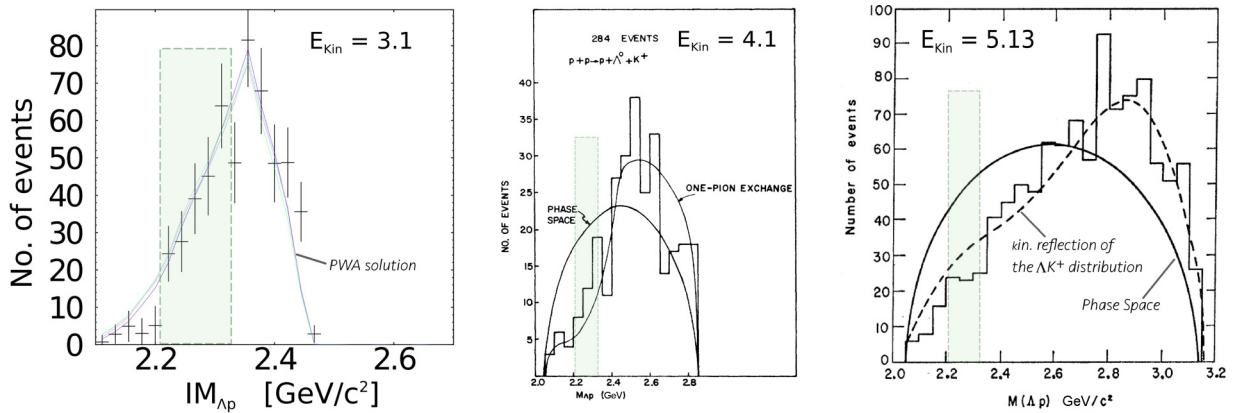 No. of events
80
70
60
50
40
30
20
10
0
E_Kin = 3.1
PWA solution
2.2 2.4 2.6
IM_Λp [GeV/c²]
NO. OF EVENTS
40
35
30
25
20
15
10
5
284 EVENTS
p+p→p+Λ°+K+
E_Kin = 4.1
PHASE
SPACE
ONE-PION EXCHANGE
2.0 2.2 2.4 2.6 2.8
MΛp (GeV)
Number of events
100
90
80
70
60
50
40
30
20
10
0
E_Kin = 5.13
kin. reflection of
the ΛK+ distribution
Phase Space
2.0 2.2 2.4 2.6 2.8 3.0 3.2
M(Λp) GeV/c²